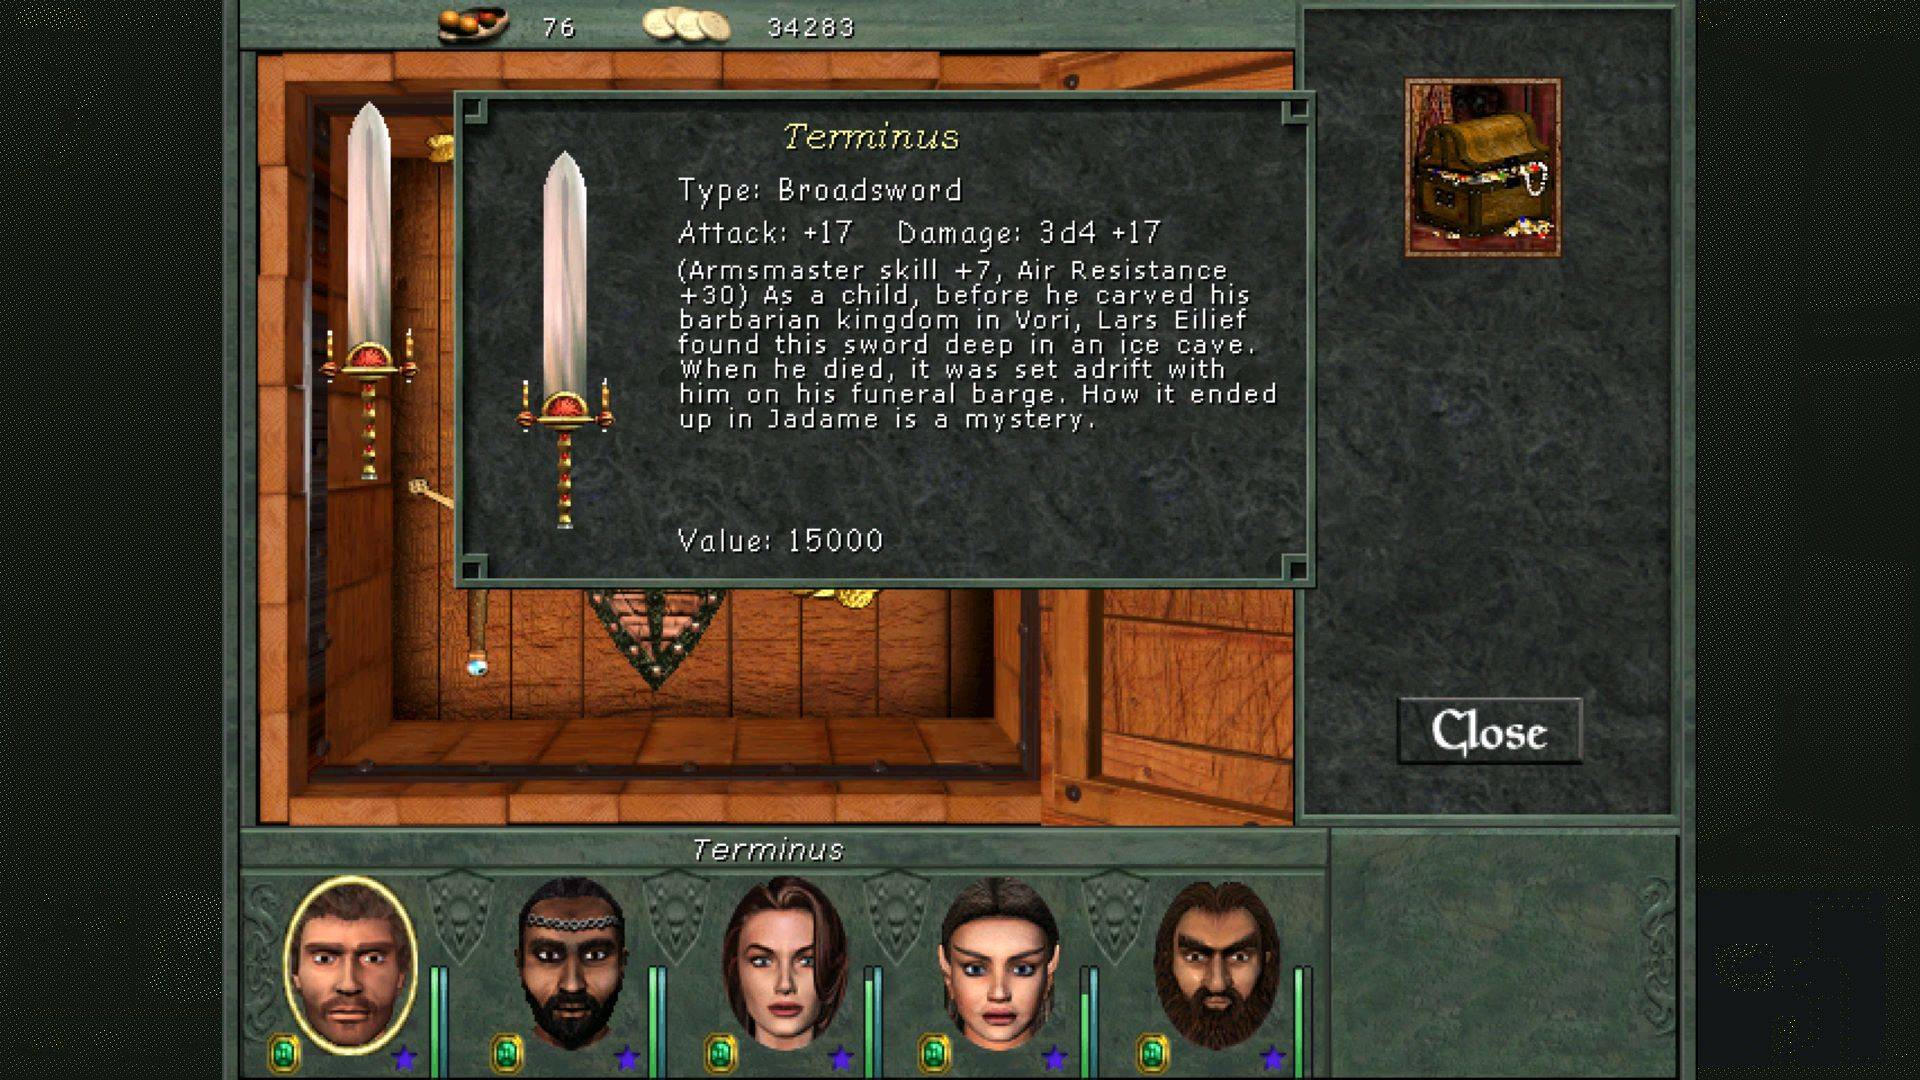 76 34283
Terminus
Type: Broadsword
Attack: +17 Damage: 3d4 +17
(Armsmaster skill +7, Air Resistance
+30) As a child, before he carved his
barbarian kingdom in Vori, Lars Eilief
found this sword deep in an ice cave.
When he died, it was set adrift with
him on his funeral barge. How it ended
up in Jadame is a mystery.
Value: 15000
Close
Terminus